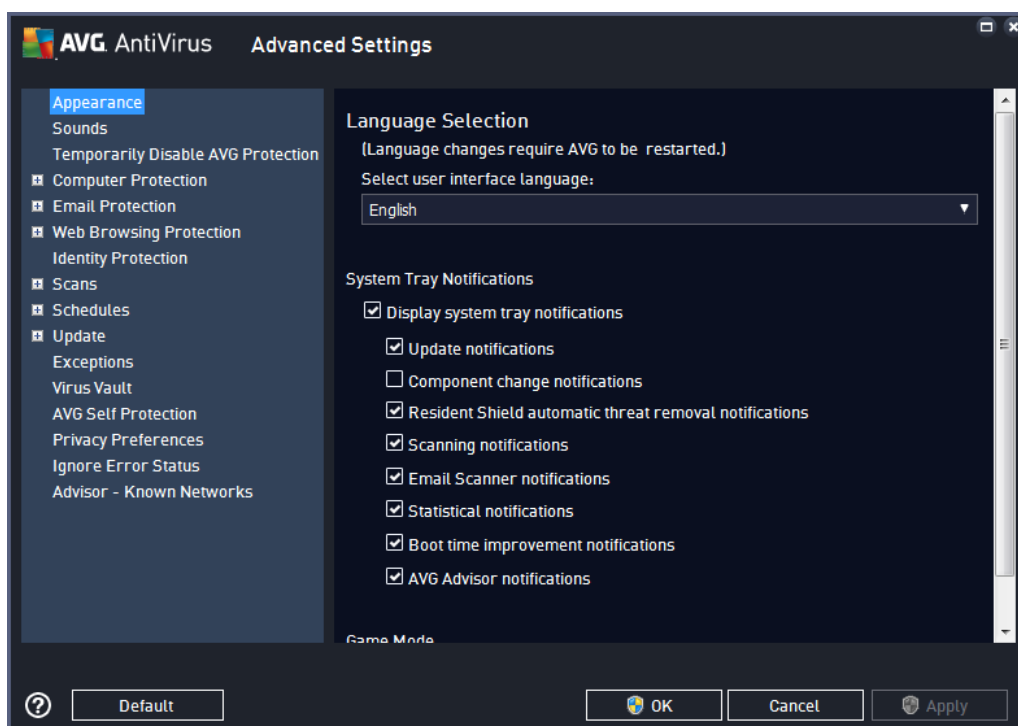 AVG. AntiVirus Advanced Settings
Appearance
Sounds
Temporarily Disable AVG Protection
Computer Protection
Email Protection
Web Browsing Protection
Identity Protection
Scans
Schedules
Update
Exceptions
Virus Vault
AVG Self Protection
Privacy Preferences
Ignore Error Status
Advisor - Known Networks
Language Selection
(Language changes require AVG to be restarted.)
Select user interface language:
English
System Tray Notifications
Display system tray notifications
Update notifications
Component change notifications
Resident Shield automatic threat removal notifications
Scanning notifications
Email Scanner notifications
Statistical notifications
Boot time improvement notifications
AVG Advisor notifications
Game Mode
? Default OK Cancel Apply